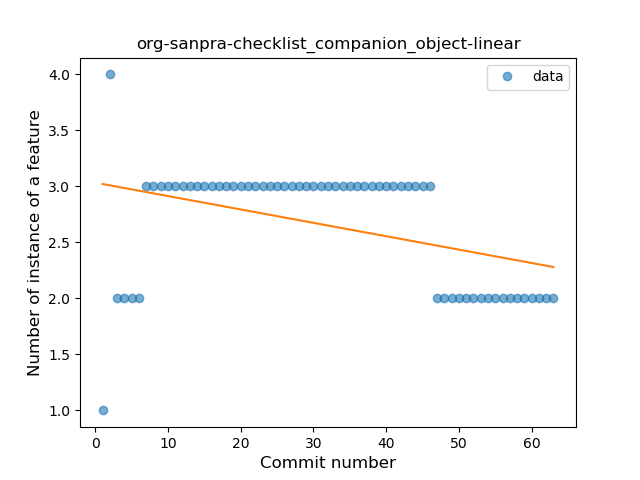 org-sanpra-checklist_companion_object-linear
data
Number of instance of a feature
4.0
3.5
3.0
2.5
2.0
1.5
1.0
0 10 20 30 40 50 60
Commit number